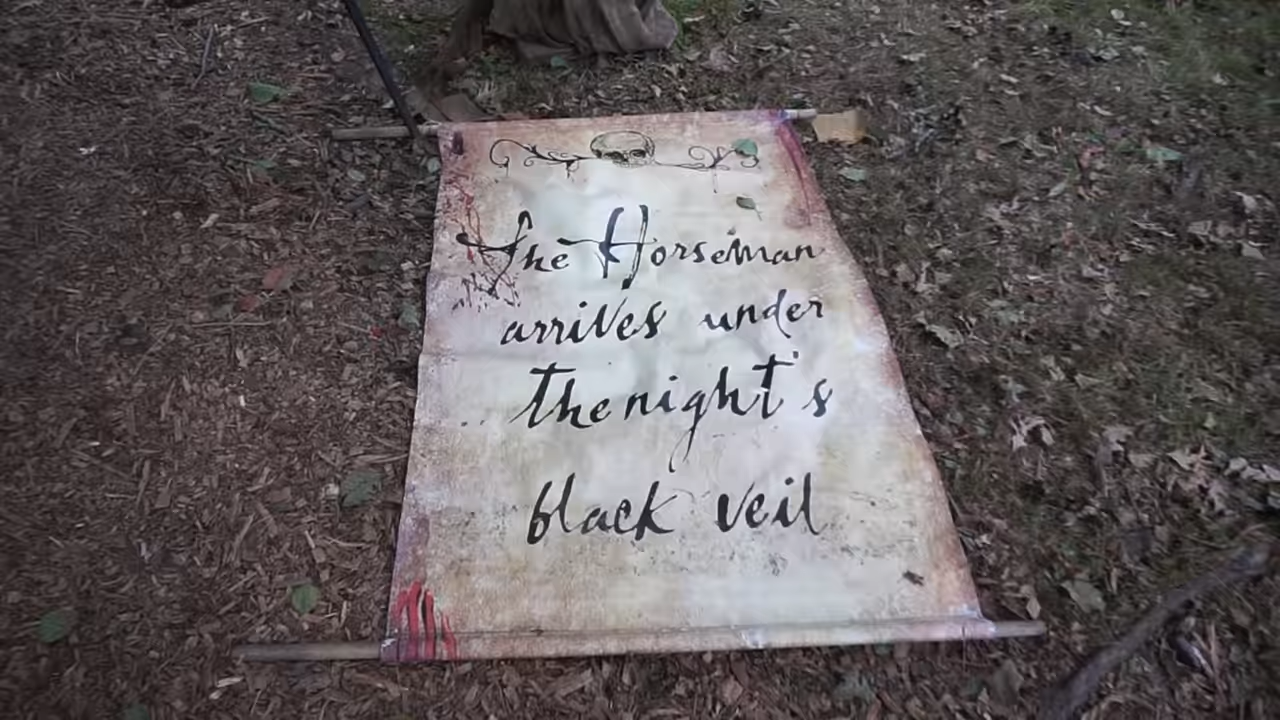 The Horseman
arrives under
the night's
black veil